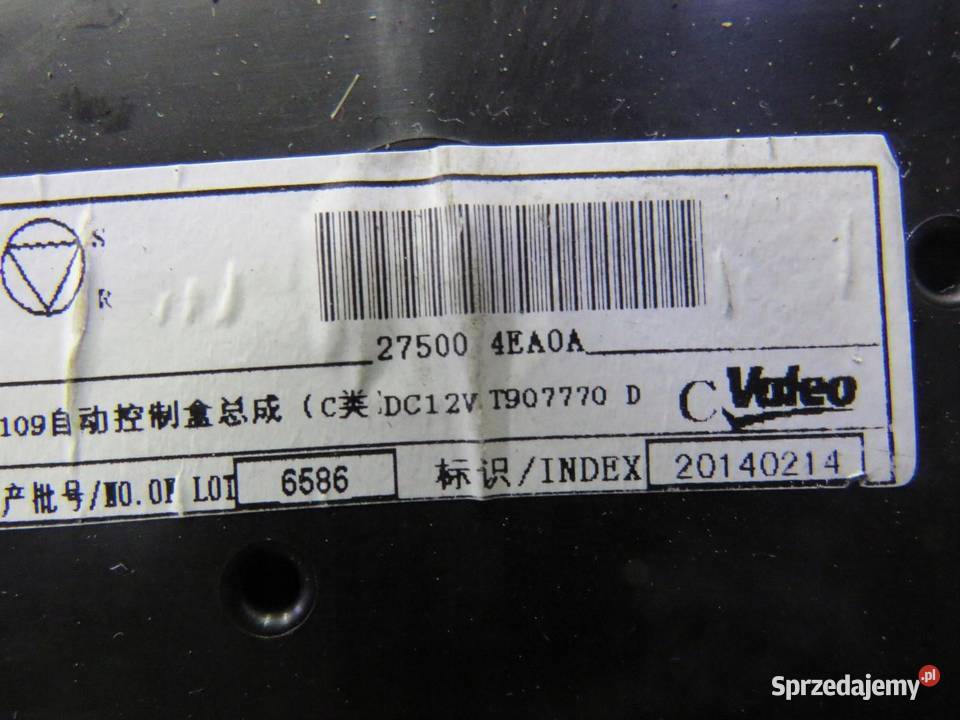 S
R
27500 4EA0A
109自动控制盒总成 (C类 DC12V T907770 D C Valeo
产批号/NO.OF LOT 6586 标识/INDEX 20140214
Sprzedajemy.pl